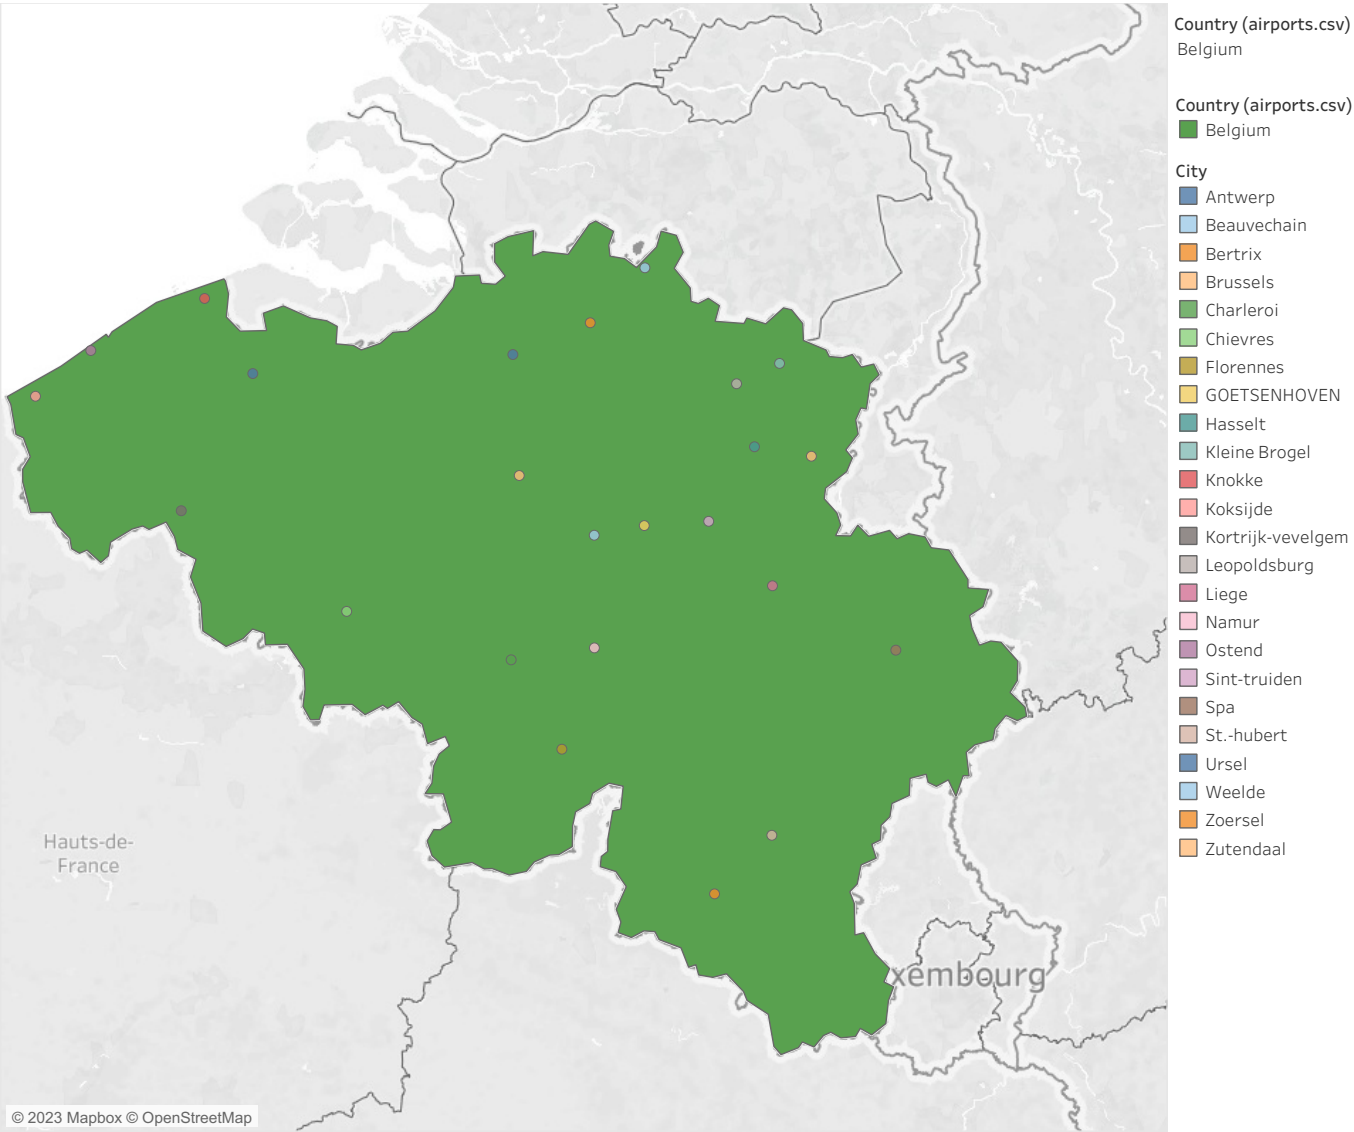 Country (airports.csv)
Belgium
Country (airports.csv)
Belgium
City
Antwerp
Beauvechain
Bertrix
Brussels
Charleroi
Chievres
Florennes
GOETSENHOVEN
Hasselt
Kleine Brogel
Knokke
Koksijde
Kortrijk-vevelgem
Leopoldsburg
Liege
Namur
Ostend
Sint-truiden
Spa
St.-hubert
Ursel
Weelde
Zoersel
Zutendaal
Hauts-de-
France
xembourg
© 2023 Mapbox © OpenStreetMap